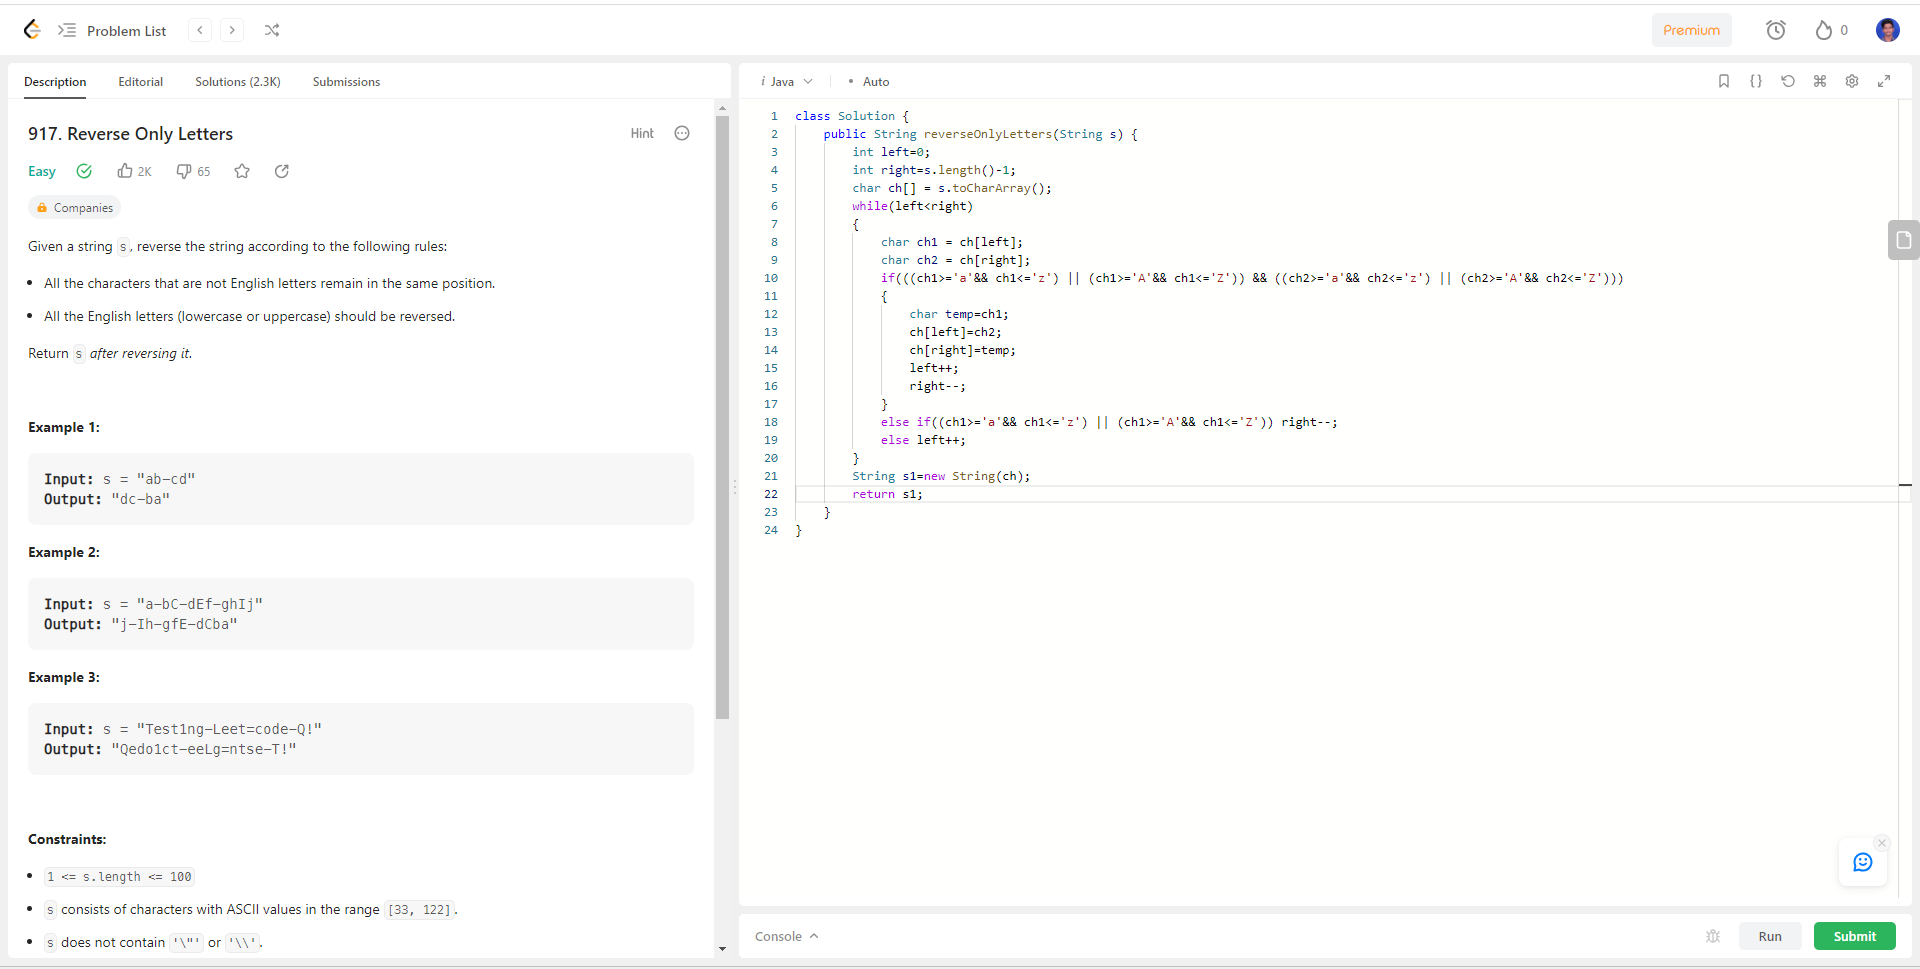 Problem List
Premium
0
Description Editorial Solutions (2.3K) Submissions
917. Reverse Only Letters
Hint
Easy 2K 65
Companies
Given a string s, reverse the string according to the following rules:
All the characters that are not English letters remain in the same position.
All the English letters (lowercase or uppercase) should be reversed.
Return s after reversing it.
Example 1:
Input: s = "ab-cd"
Output: "dc-ba"
Example 2:
Input: s = "a-bC-dEf-ghIj"
Output: "j-Ih-gfE-dCba"
Example 3:
Input: s = "Test1ng-Leet=code-Q!"
Output: "Qedo1ct-eeLg=ntse-T!"
Constraints:
1 <= s.length <= 100
s consists of characters with ASCII values in the range [33, 122].
s does not contain '\"' or '\\'.
i Java • Auto
1 class Solution {
2 public String reverseOnlyLetters(String s) {
3 int left=0;
4 int right=s.length()-1;
5 char ch[] = s.toCharArray();
6 while(left<right)
7 {
8 char ch1 = ch[left];
9 char ch2 = ch[right];
10 if(((ch1>='a'&& ch1<='z') || (ch1>='A'&& ch1<='Z')) && ((ch2>='a'&& ch2<='z') || (ch2>='A'&& ch2<='Z')))
11 {
12 char temp=ch1;
13 ch[left]=ch2;
14 ch[right]=temp;
15 left++;
16 right--;
17 }
18 else if((ch1>='a'&& ch1<='z') || (ch1>='A'&& ch1<='Z')) right--;
19 else left++;
20 }
21 String s1=new String(ch);
22 return s1;
23 }
24 }
Console
Run
Submit